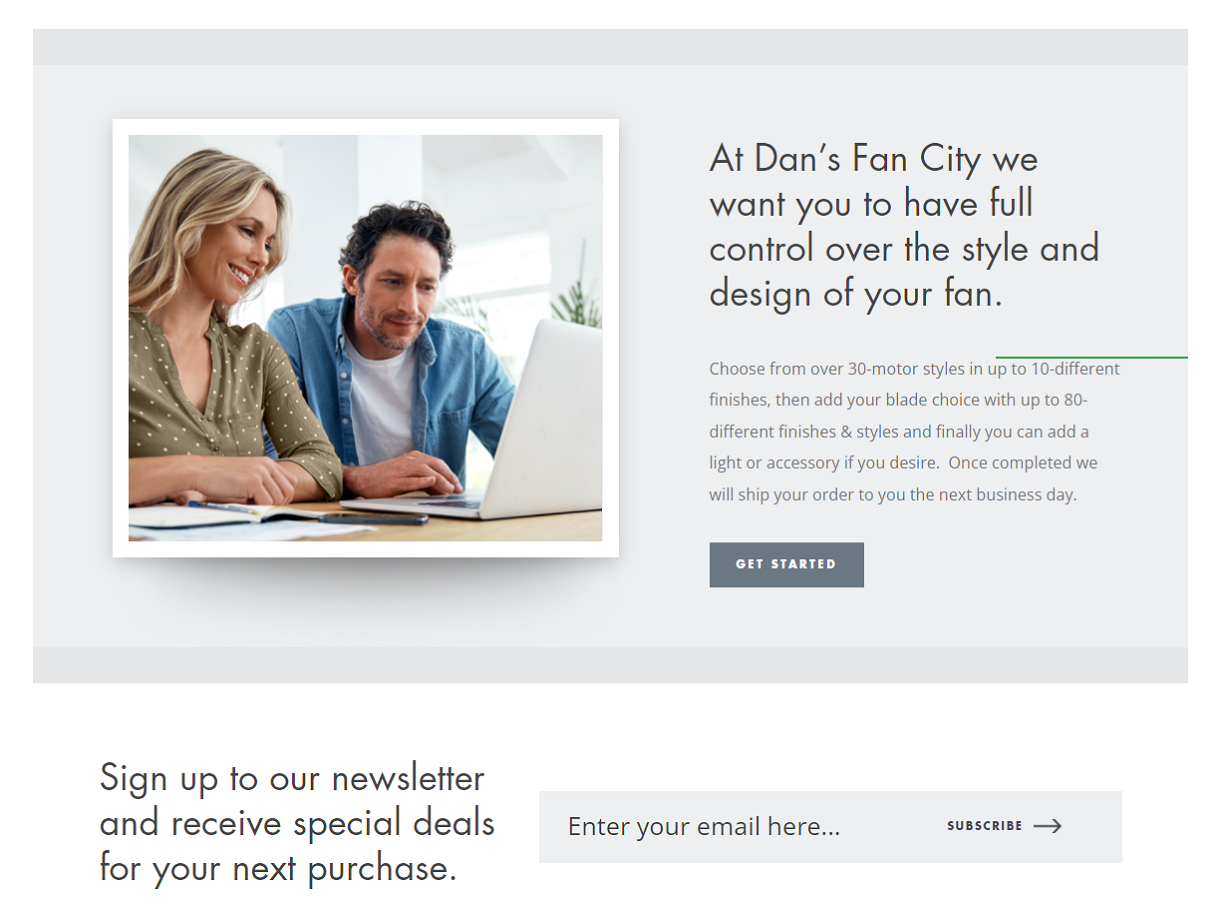 At Dan’s Fan City we
want you to have full
control over the style and
design of your fan.
Choose from over 30-motor styles in up to 10-different
finishes, then add your blade choice with up to 80-
different finishes & styles and finally you can add a
light or accessory if you desire.  Once completed we
will ship your order to you the next business day.
GET STARTED
Sign up to our newsletter
and receive special deals
for your next purchase.
Enter your email here...
SUBSCRIBE